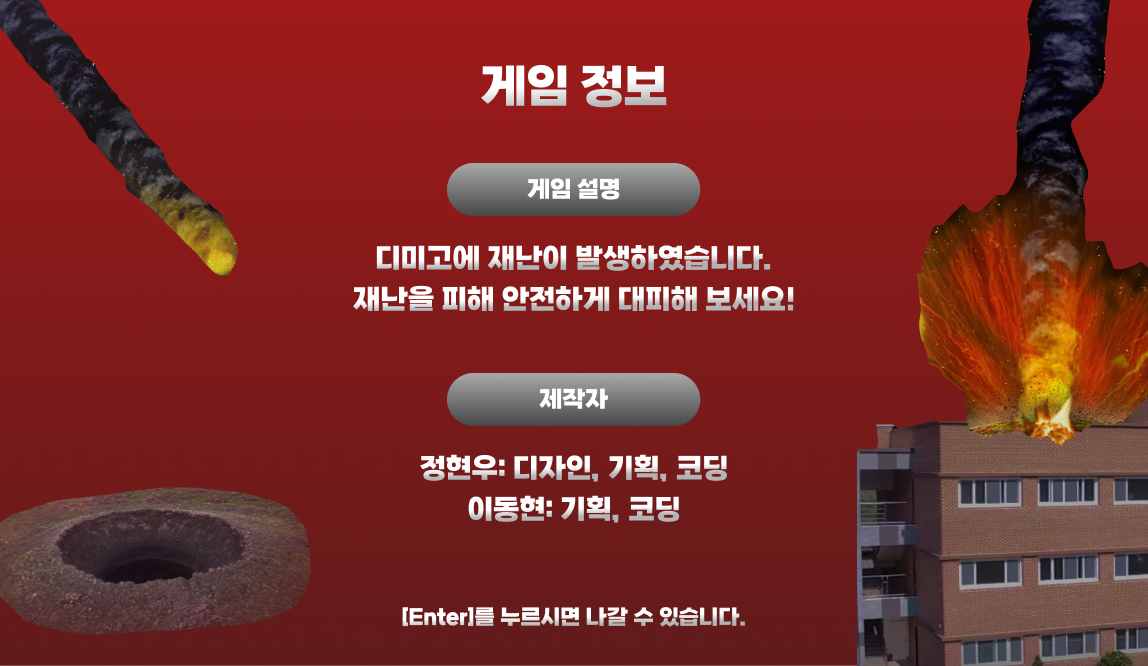 게임 정보
게임 설명
디미고에 재난이 발생하였습니다.
재난을 피해 안전하게 대피해 보세요!
제작자
정현우: 디자인, 기획, 코딩
이동현: 기획, 코딩
[Enter]를 누르시면 나갈 수 있습니다.